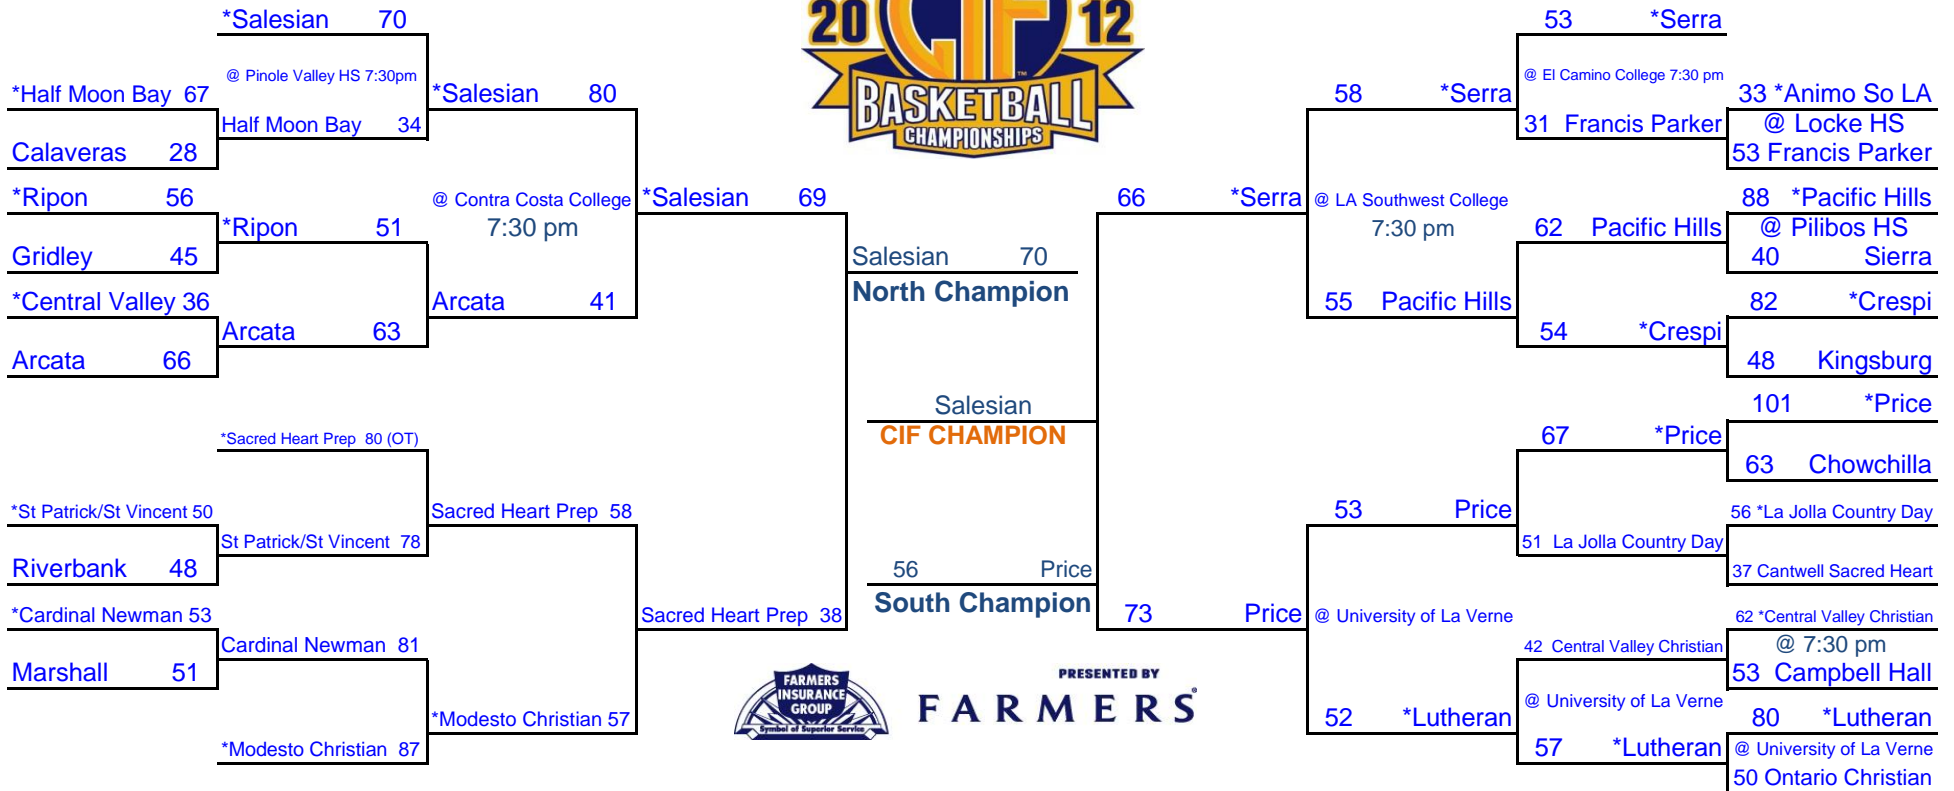 *Salesian 70
@ Pinole Valley HS 7:30pm
*Half Moon Bay 67
Half Moon Bay 34
Calaveras 28
*Ripon 56
*Ripon 51
Gridley 45
*Central Valley 36
Arcata 63
Arcata 66
*Salesian 80
@ Contra Costa College
7:30 pm
Arcata 41
*Salesian 69
*Sacred Heart Prep 80 (OT)
*St Patrick/St Vincent 50
St Patrick/St Vincent 78
Riverbank 48
*Cardinal Newman 53
Cardinal Newman 81
Marshall 51
*Modesto Christian 87
Sacred Heart Prep 58
*Modesto Christian 57
Sacred Heart Prep 38
20 CIF 12
™
BASKETBALL
CHAMPIONSHIPS
Salesian 70
North Champion
Salesian
CIF CHAMPION
56 Price
South Champion
FARMERS
INSURANCE
GROUP
Symbol of Superior Service
PRESENTED BY
FARMERS®
66 *Serra
73 Price
58 *Serra
@ LA Southwest College
7:30 pm
55 Pacific Hills
53 Price
@ University of La Verne
52 *Lutheran
53 *Serra
@ El Camino College 7:30 pm
31 Francis Parker
62 Pacific Hills
54 *Crespi
67 *Price
51 La Jolla Country Day
42 Central Valley Christian
@ University of La Verne
57 *Lutheran
33 *Animo So LA
@ Locke HS
53 Francis Parker
88 *Pacific Hills
@ Pilibos HS
40 Sierra
82 *Crespi
48 Kingsburg
101 *Price
63 Chowchilla
56 *La Jolla Country Day
37 Cantwell Sacred Heart
62 *Central Valley Christian
@ 7:30 pm
53 Campbell Hall
80 *Lutheran
@ University of La Verne
50 Ontario Christian